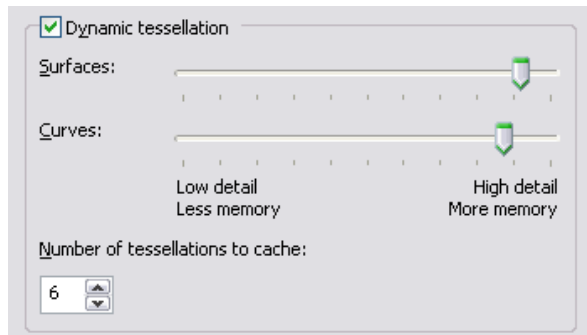 Dynamic tessellation
Surfaces:
Curves:
Low detail High detail
Less memory More memory
Number of tessellations to cache:
6